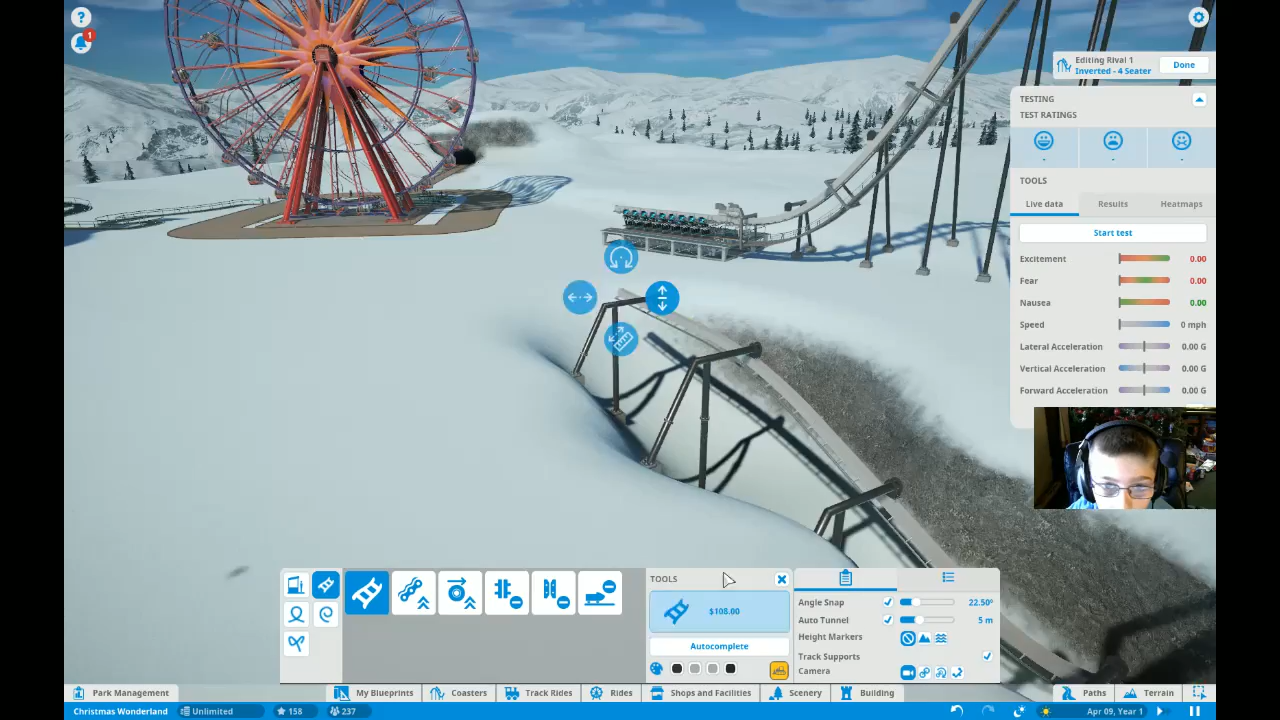 ?
1
Editing Rival 1
Inverted - 4 Seater
Done
TESTING
TEST RATINGS
-
-
-
TOOLS
Live data
Results
Heatmaps
Start test
Excitement 0.00
Fear 0.00
Nausea 0.00
Speed 0 mph
Lateral Acceleration 0.00 G
Vertical Acceleration 0.00 G
Forward Acceleration 0.00 G
TOOLS
$108.00
Autocomplete
Angle Snap 22.50°
Auto Tunnel 5 m
Height Markers
Track Supports
Camera
Park Management
My Blueprints
Coasters
Track Rides
Rides
Shops and Facilities
Scenery
Building
Paths
Terrain
Christmas Wonderland
Unlimited
158
237
Apr 09, Year 1